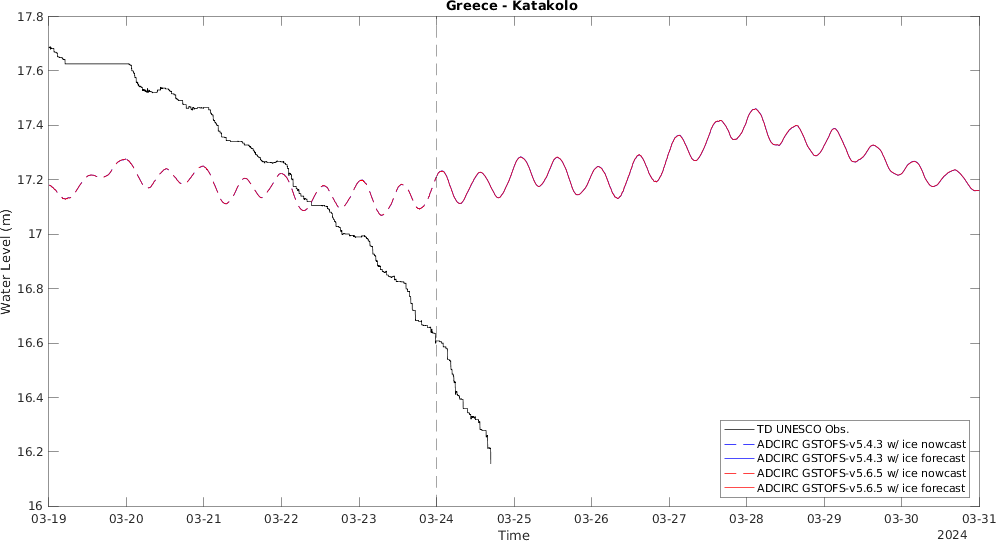 Greece - Katakolo
17.8
17.6
17.4
17.2
17
16.8
16.6
16.4
16.2
16
Water Level (m)
TD UNESCO Obs.
ADCIRC GSTOFS-v5.4.3 w/ ice nowcast
ADCIRC GSTOFS-v5.4.3 w/ ice forecast
ADCIRC GSTOFS-v5.6.5 w/ ice nowcast
ADCIRC GSTOFS-v5.6.5 w/ ice forecast
03-19 03-20 03-21 03-22 03-23 03-24 03-25 03-26 03-27 03-28 03-29 03-30 03-31
Time
2024